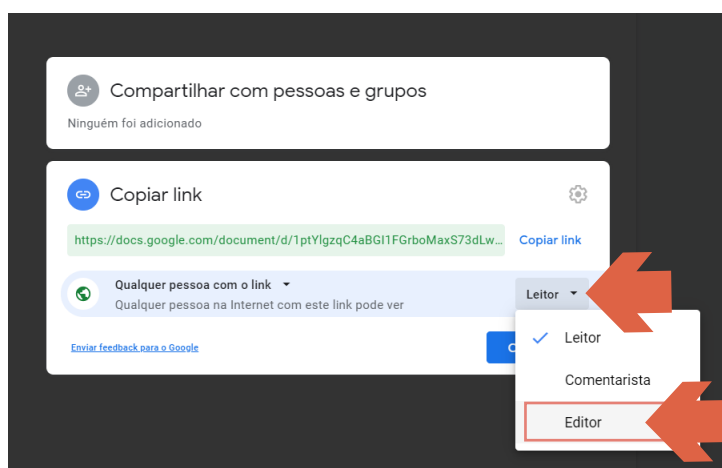 Compartilhar com pessoas e grupos
Ninguém foi adicionado
Copiar link
https://docs.google.com/document/d/1ptYlgzqC4aBGI1FGrboMaxS73dLw...
Copiar link
Qualquer pessoa com o link
Qualquer pessoa na Internet com este link pode ver
Leitor
Enviar feedback para o Google
Leitor
Comentarista
Editor